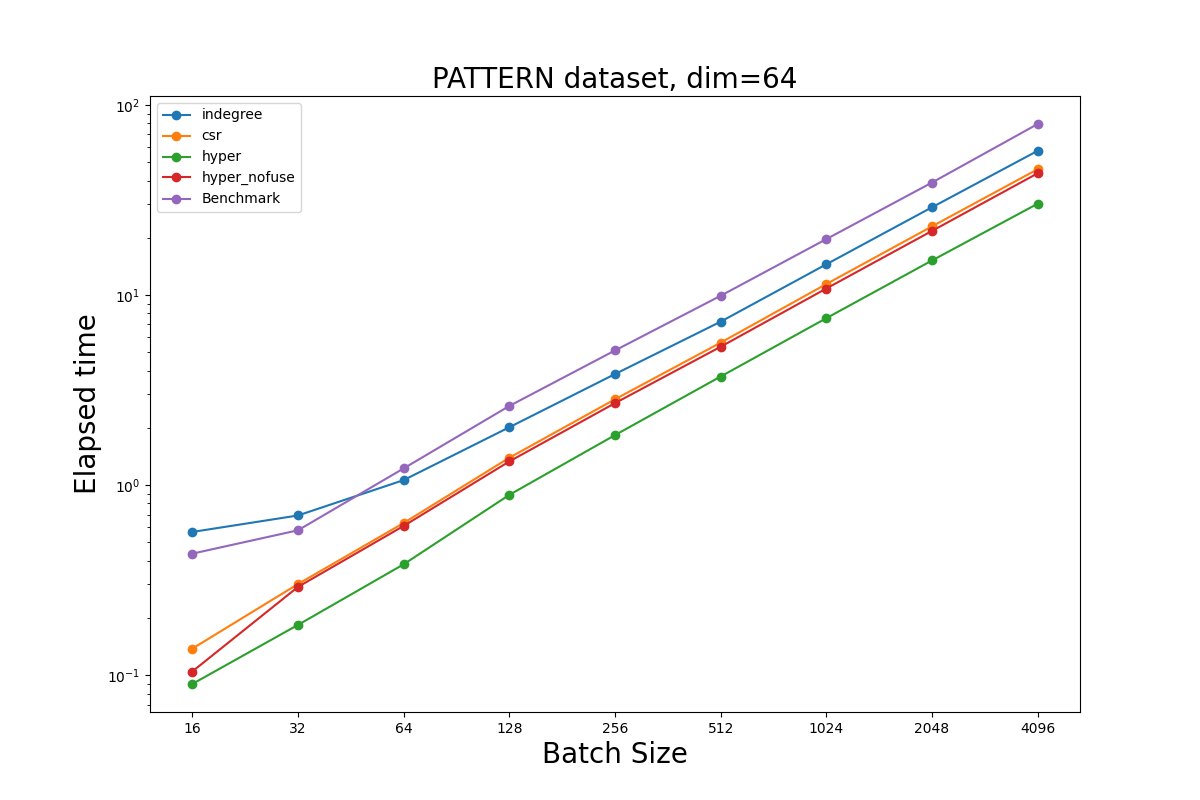 PATTERN dataset, dim=64
indegree
csr
hyper
hyper_nofuse
Benchmark
Elapsed time
10²
10¹
10⁰
10⁻¹
16 32 64 128 256 512 1024 2048 4096
Batch Size